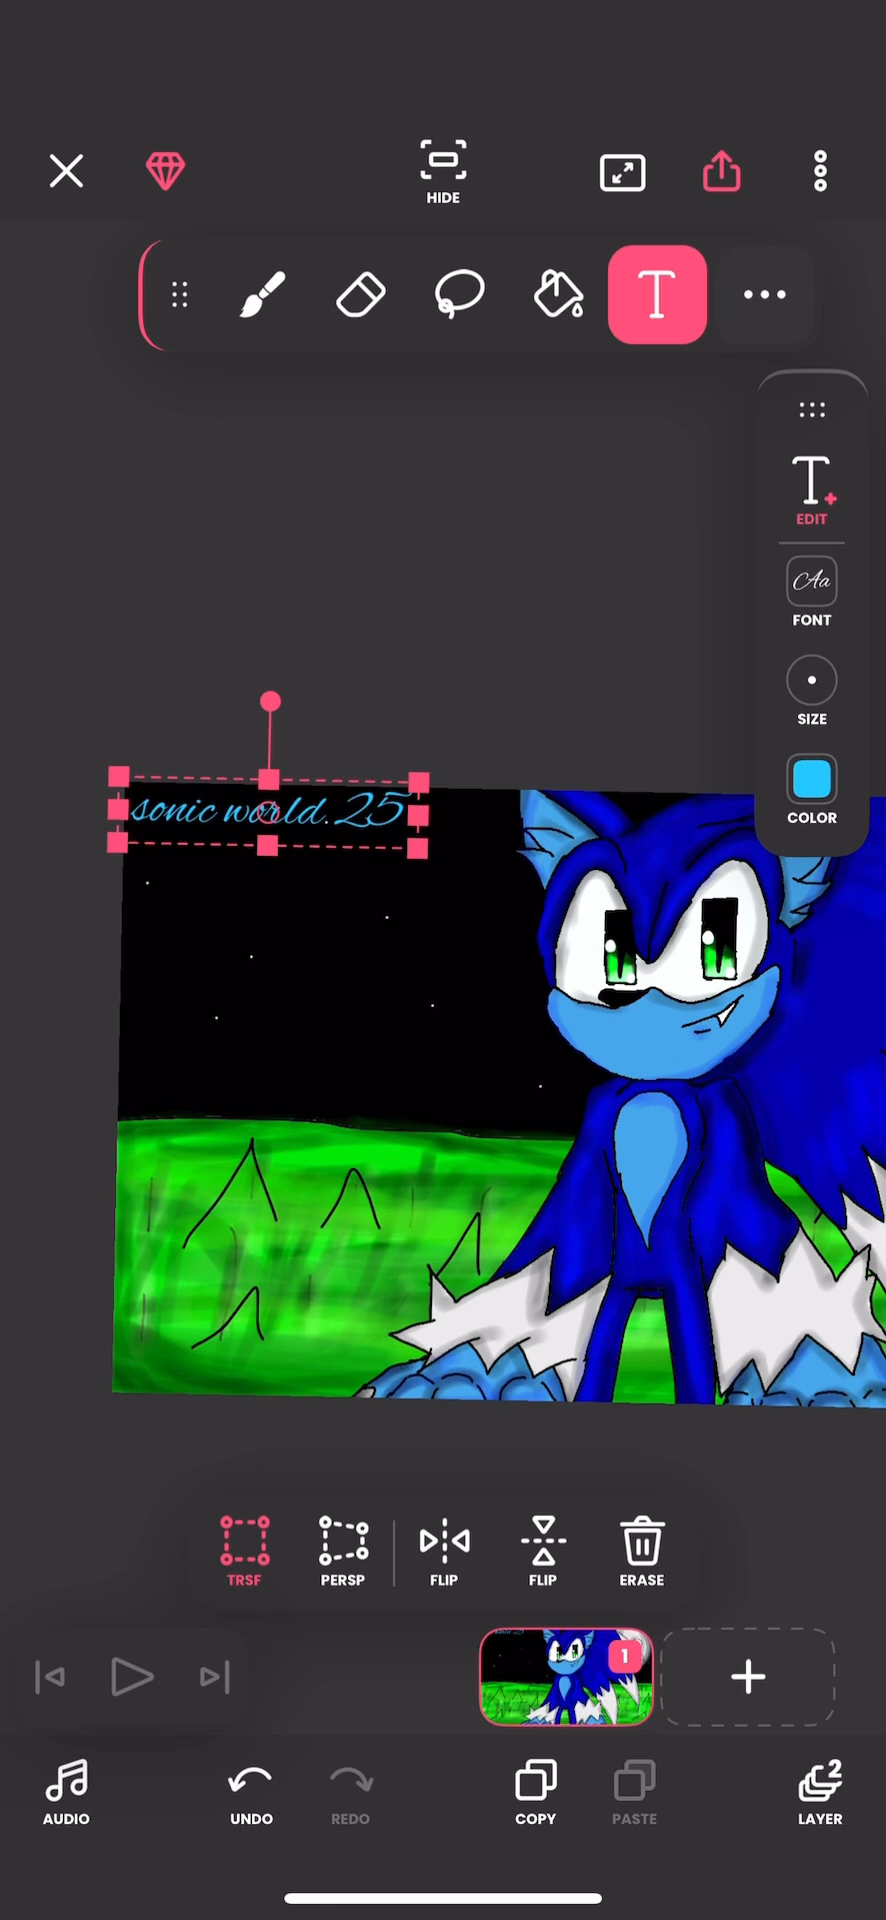 HIDE
T
T
EDIT
Aa
FONT
SIZE
COLOR
sonic world.25
TRSF
PERSP
FLIP
FLIP
ERASE
1
AUDIO
UNDO
REDO
COPY
PASTE
2
LAYER